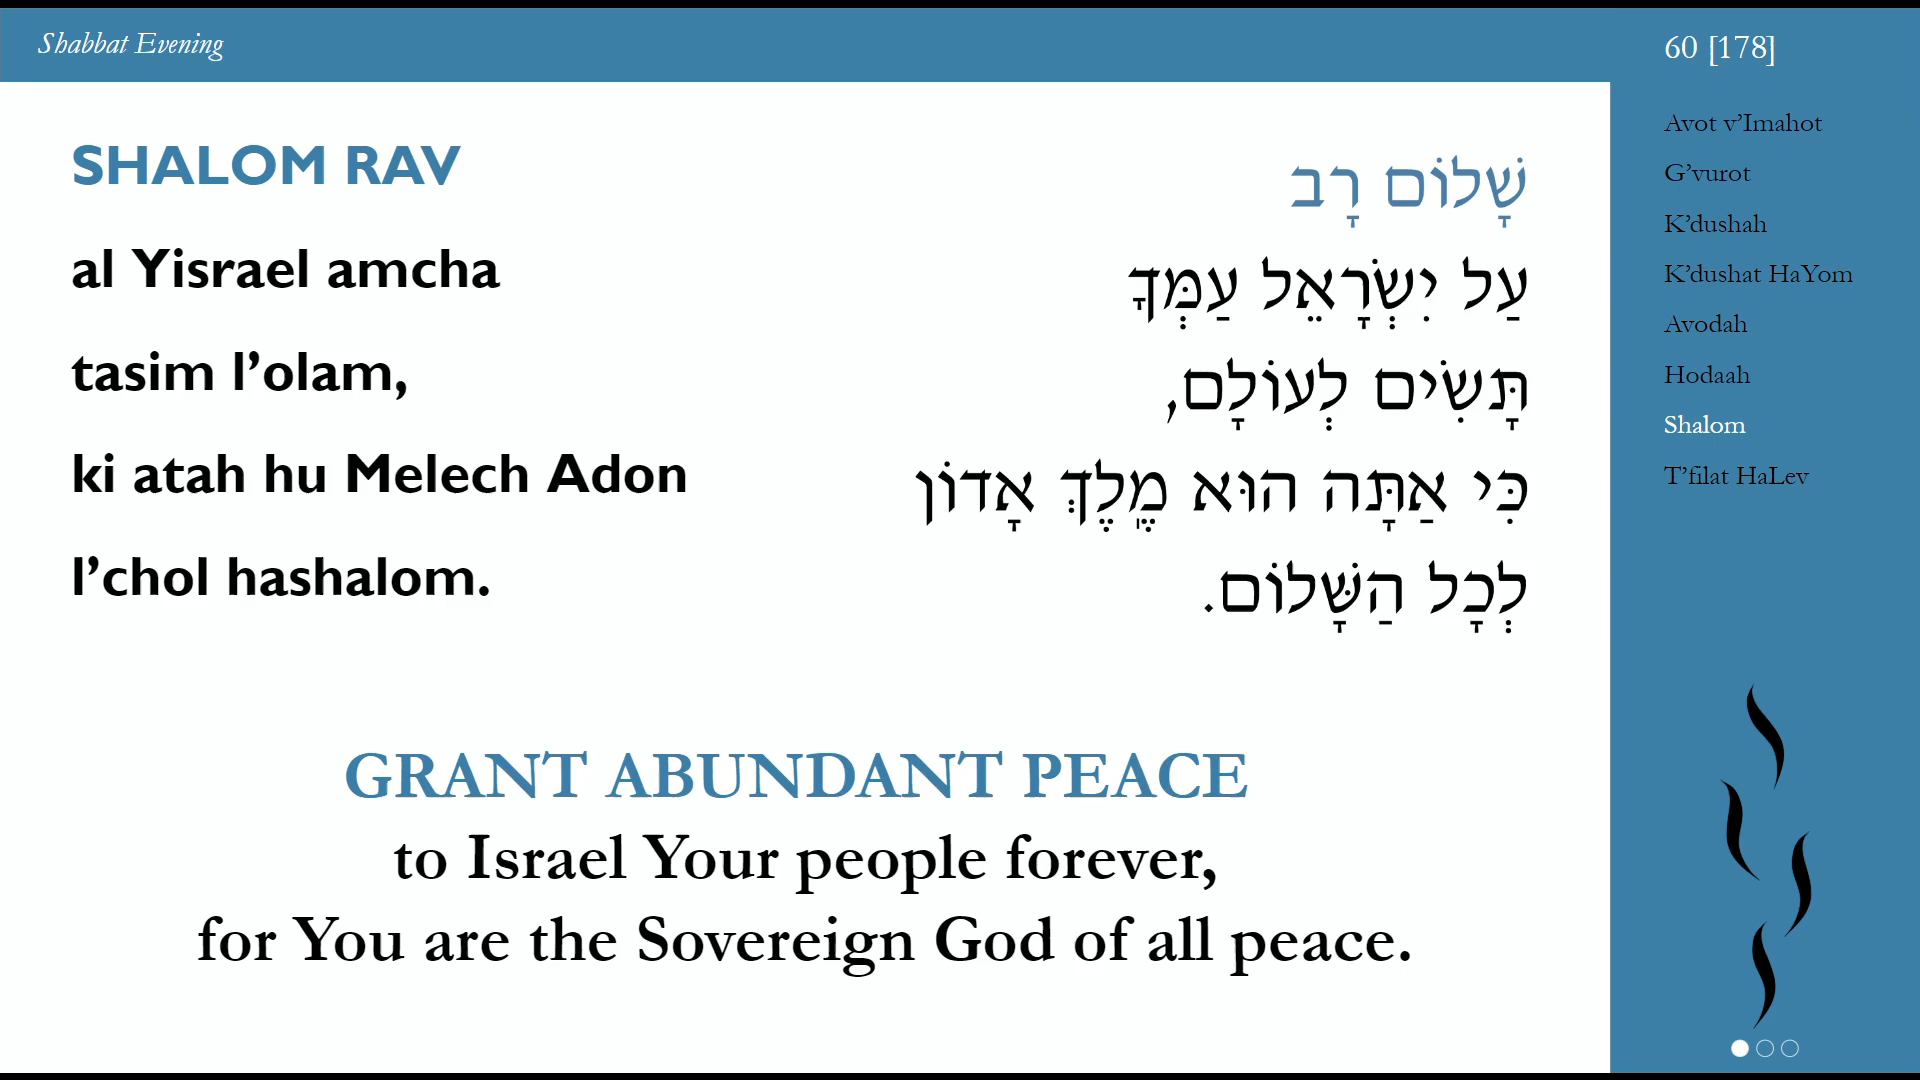 Shabbat Evening
60 [178]
SHALOM RAV
al Yisrael amcha
tasim l’olam,
ki atah hu Melech Adon
l’chol hashalom.
שָׁלוֹם רָב
עַל יִשְׂרָאֵל עַמְּךָ
תָּשִׂים לְעוֹלָם,
כִּי אַתָּה הוּא מֶֽלֶךְ אָדוֹן
לְכָל הַשָּׁלוֹם.
GRANT ABUNDANT PEACE
to Israel Your people forever,
for You are the Sovereign God of all peace.
Avot v’Imahot
G’vurot
K’dushah
K’dushat HaYom
Avodah
Hodaah
Shalom
T’filat HaLev